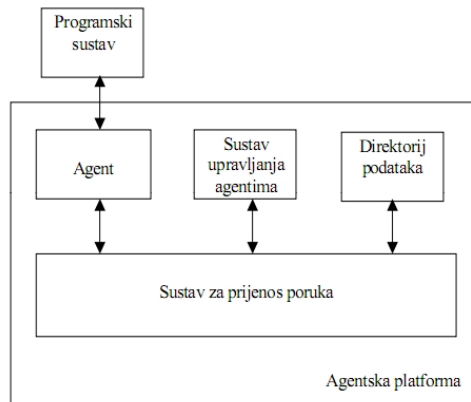 Programski
sustav
Agent
Sustav
upravljanja
agentima
Direktorij
podataka
Sustav za prijenos poruka
Agentska platforma